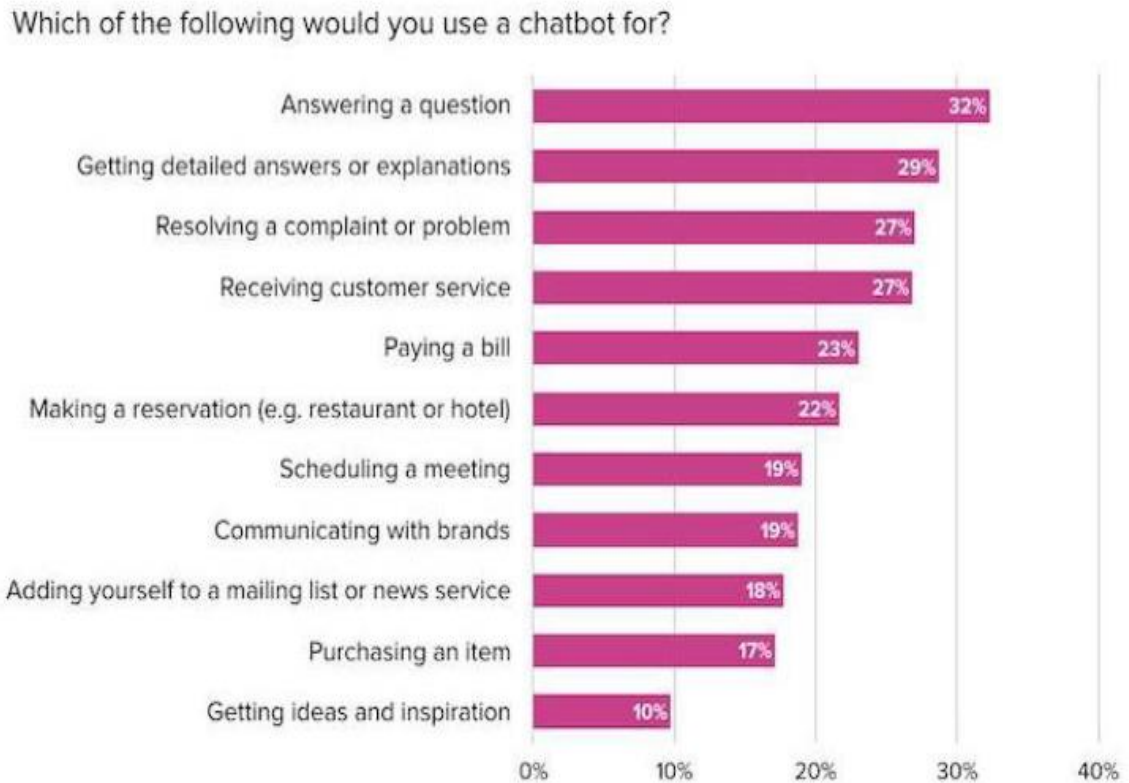 Which of the following would you use a chatbot for?
Answering a question 32%
Getting detailed answers or explanations 29%
Resolving a complaint or problem 27%
Receiving customer service 27%
Paying a bill 23%
Making a reservation (e.g. restaurant or hotel) 22%
Scheduling a meeting 19%
Communicating with brands 19%
Adding yourself to a mailing list or news service 18%
Purchasing an item 17%
Getting ideas and inspiration 10%
0% 10% 20% 30% 40%